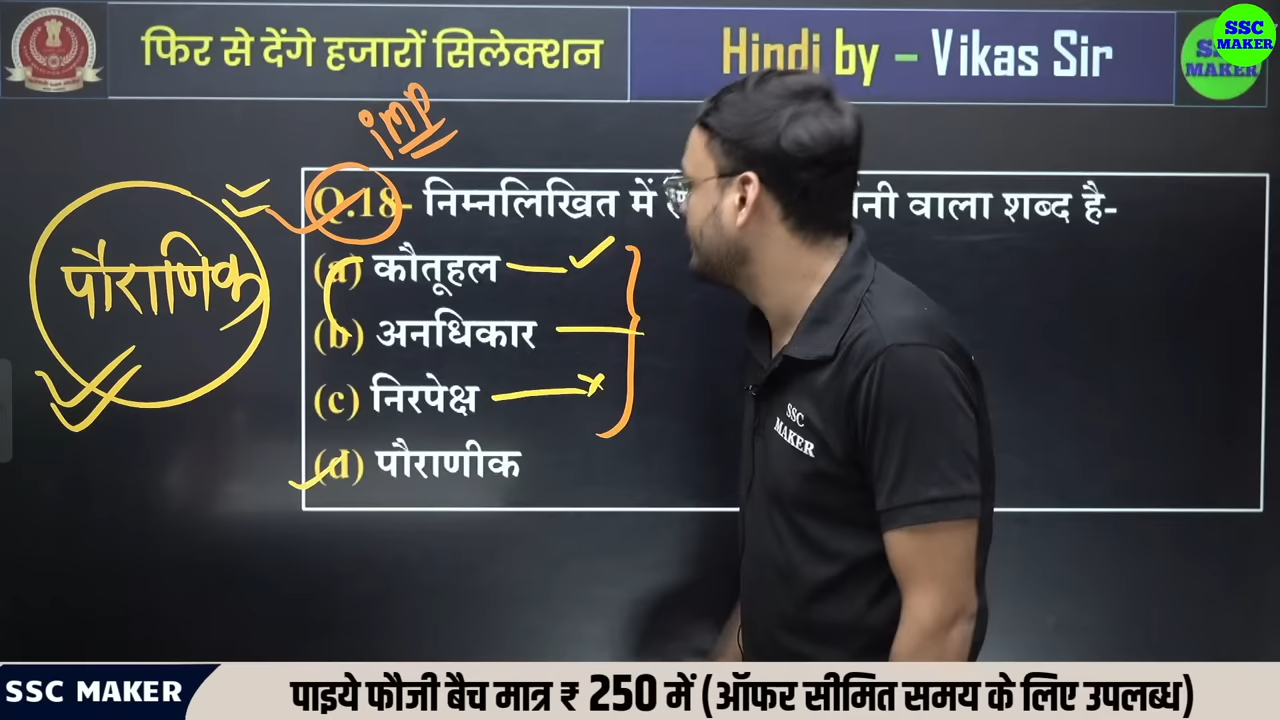 फिर से देंगे हजारों सिलेक्शन
Hindi by – Vikas Sir
SSC
MAKER
MAKER
imp
Q.18- निम्नलिखित में वाला शब्द है-
(a) कौतूहल
(b) अनधिकार
(c) निरपेक्ष
(d) पौराणीक
पौराणिक
SSC
MAKER
SSC MAKER
पाइये फौजी बैच मात्र ₹ 250 में (ऑफर सीमित समय के लिए उपलब्ध)